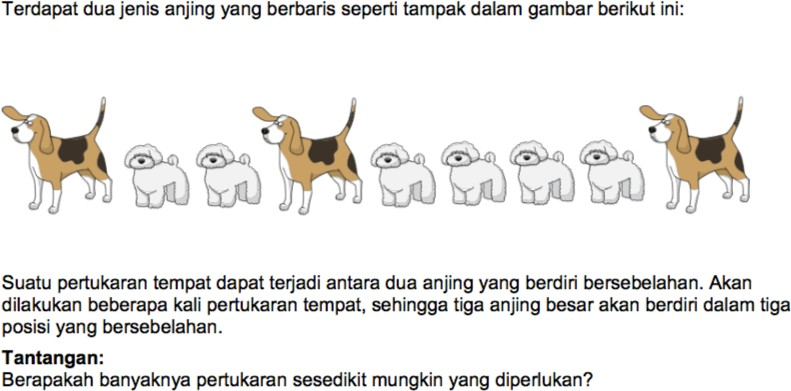 Terdapat dua jenis anjing yang berbaris seperti tampak dalam gambar berikut ini:
Suatu pertukaran tempat dapat terjadi antara dua anjing yang berdiri bersebelahan. Akan
dilakukan beberapa kali pertukaran tempat, sehingga tiga anjing besar akan berdiri dalam tiga
posisi yang bersebelahan.
Tantangan:
Berapakah banyaknya pertukaran sesedikit mungkin yang diperlukan?